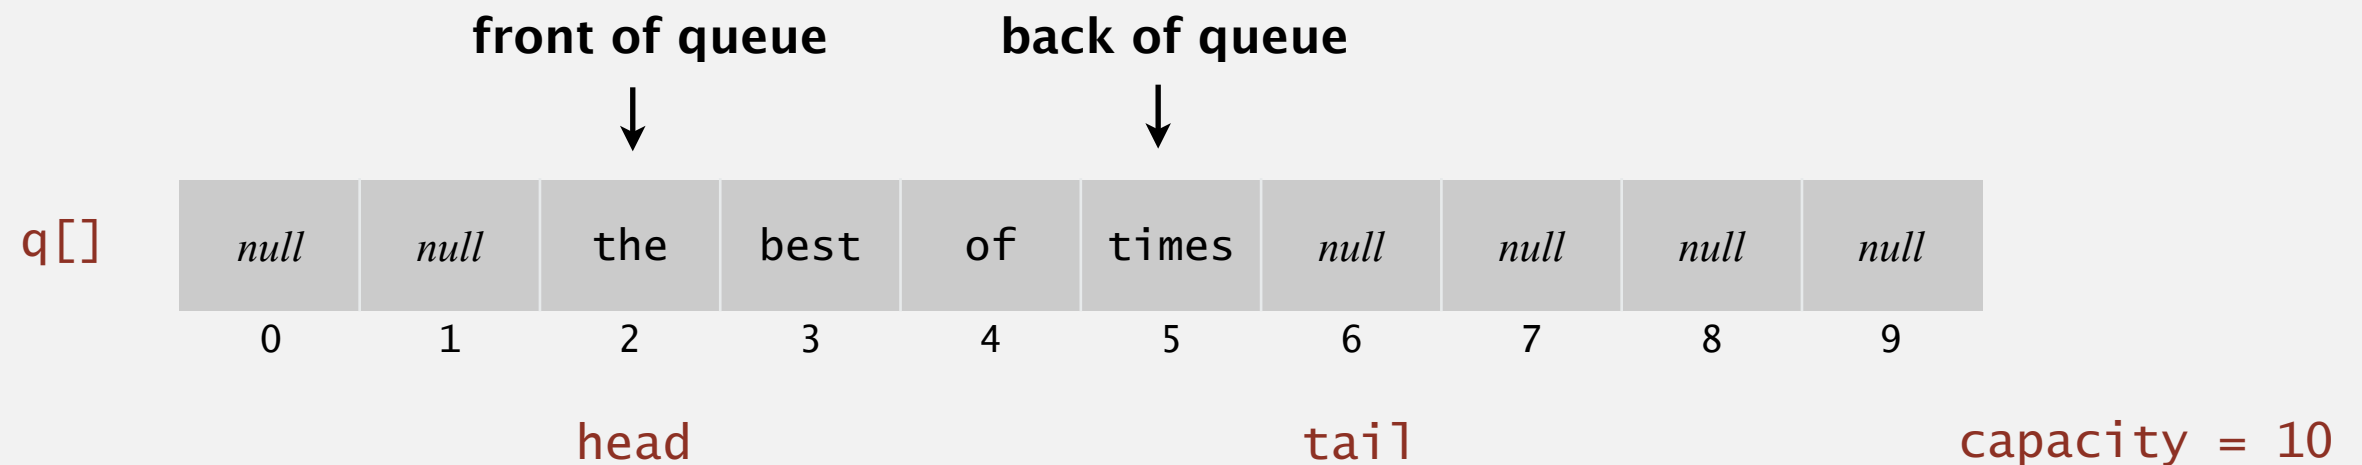 front of queue back of queue
q[] null null the best of times null null null null
0 1 2 3 4 5 6 7 8 9
head tail capacity = 10